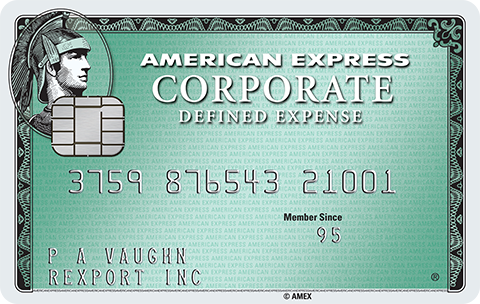 AMERICAN EXPRESS
CORPORATE
DEFINED EXPENSE
3759 876543 21001
Member Since
95
P A VAUGHN
REXPORT INC
®
© AMEX